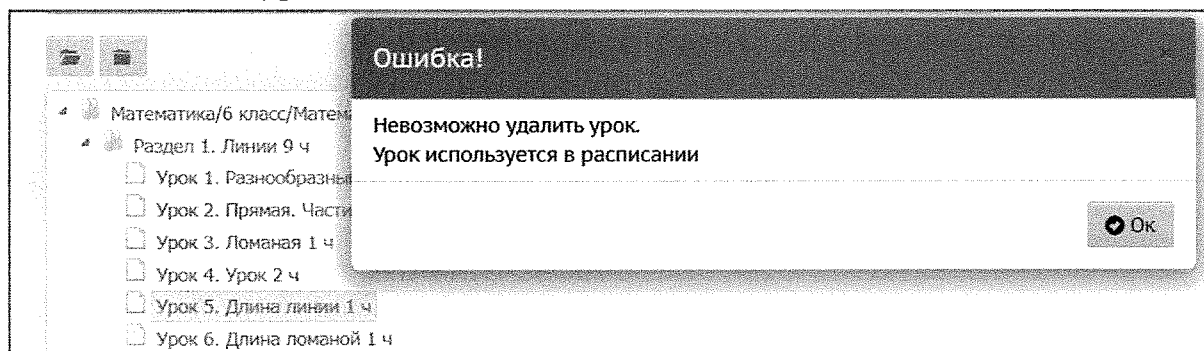 Ошибка!
Невозможно удалить урок.
Урок используется в расписании
Ок
Математика/6 класс/Матем
Раздел 1. Линии 9 ч
Урок 1. Разнообразны
Урок 2. Прямая. Части
Урок 3. Ломаная 1 ч
Урок 4. Урок 2 ч
Урок 5. Длина линии 1 ч
Урок 6. Длина ломаной 1 ч